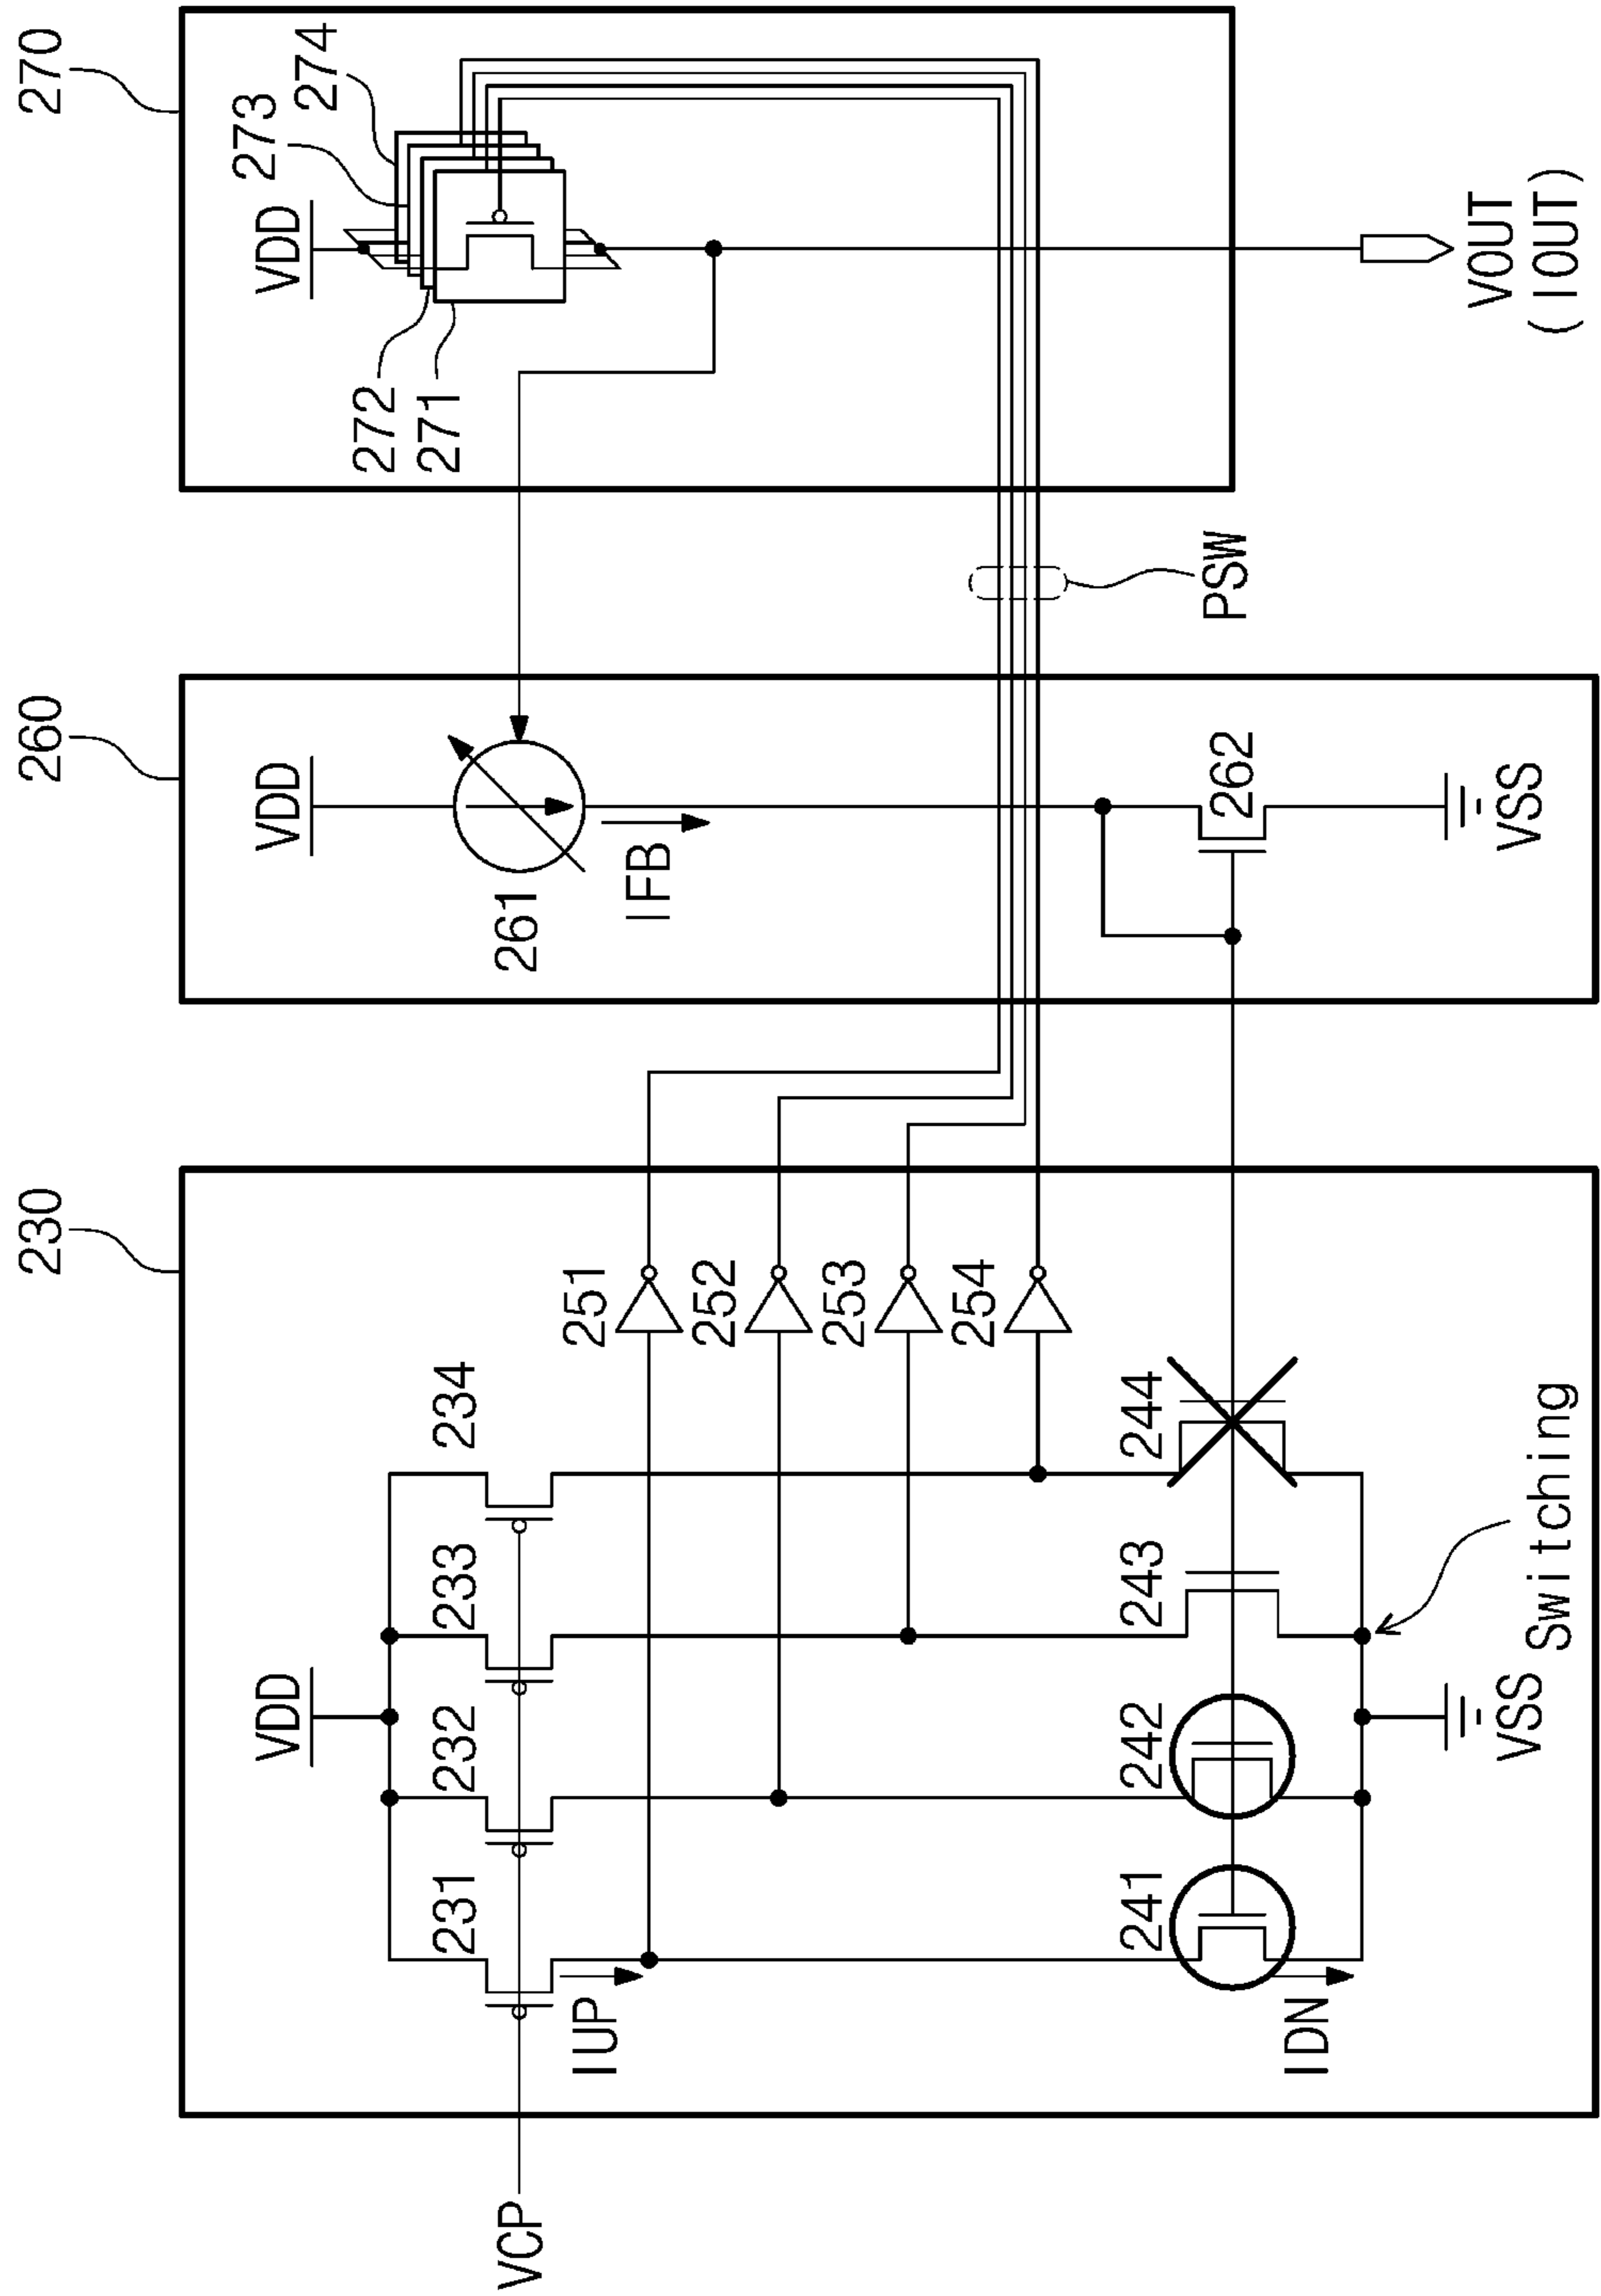 230
260
270
VDD
231
232
233
234
VCP
IUP
251
252
253
254
241
242
243
244
IDN
VSS
Switching
VDD
261
IFB
262
VSS
PSW
VDD
273
274
272
271
VOUT
(IOUT)